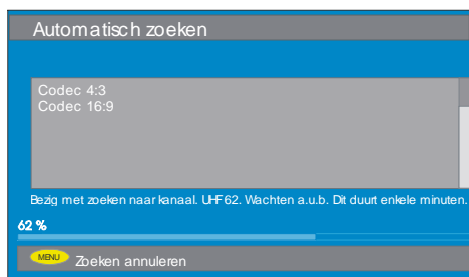 Automatisch zoeken
Codec 4:3
Codec 16:9
Bezig met zoeken naar kanaal. UHF 62. Wachten a.u.b. Dit duurt enkele minuten.
62 %
MENU Zoeken annuleren